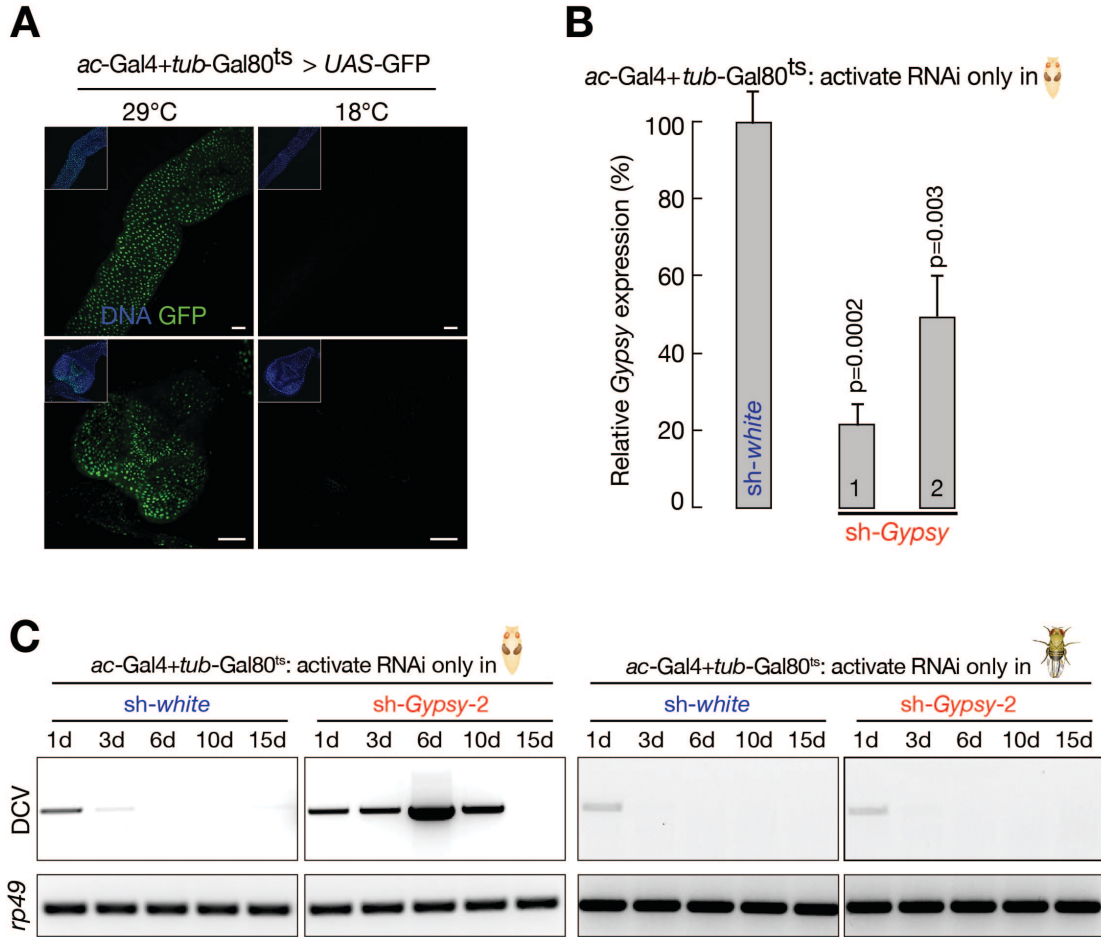 A
ac-Gal4+tub-Gal80ts > UAS-GFP
29°C 18°C
DNA GFP
B
ac-Gal4+tub-Gal80ts: activate RNAi only in
Relative Gypsy expression (%)
100
80
60
40
20
0
sh-white
p=0.0002
p=0.003
1 2
sh-Gypsy
C
ac-Gal4+tub-Gal80ts: activate RNAi only in
sh-white sh-Gypsy-2
1d 3d 6d 10d 15d 1d 3d 6d 10d 15d
ac-Gal4+tub-Gal80ts: activate RNAi only in
sh-white sh-Gypsy-2
1d 3d 6d 10d 15d 1d 3d 6d 10d 15d
DCV
rp49